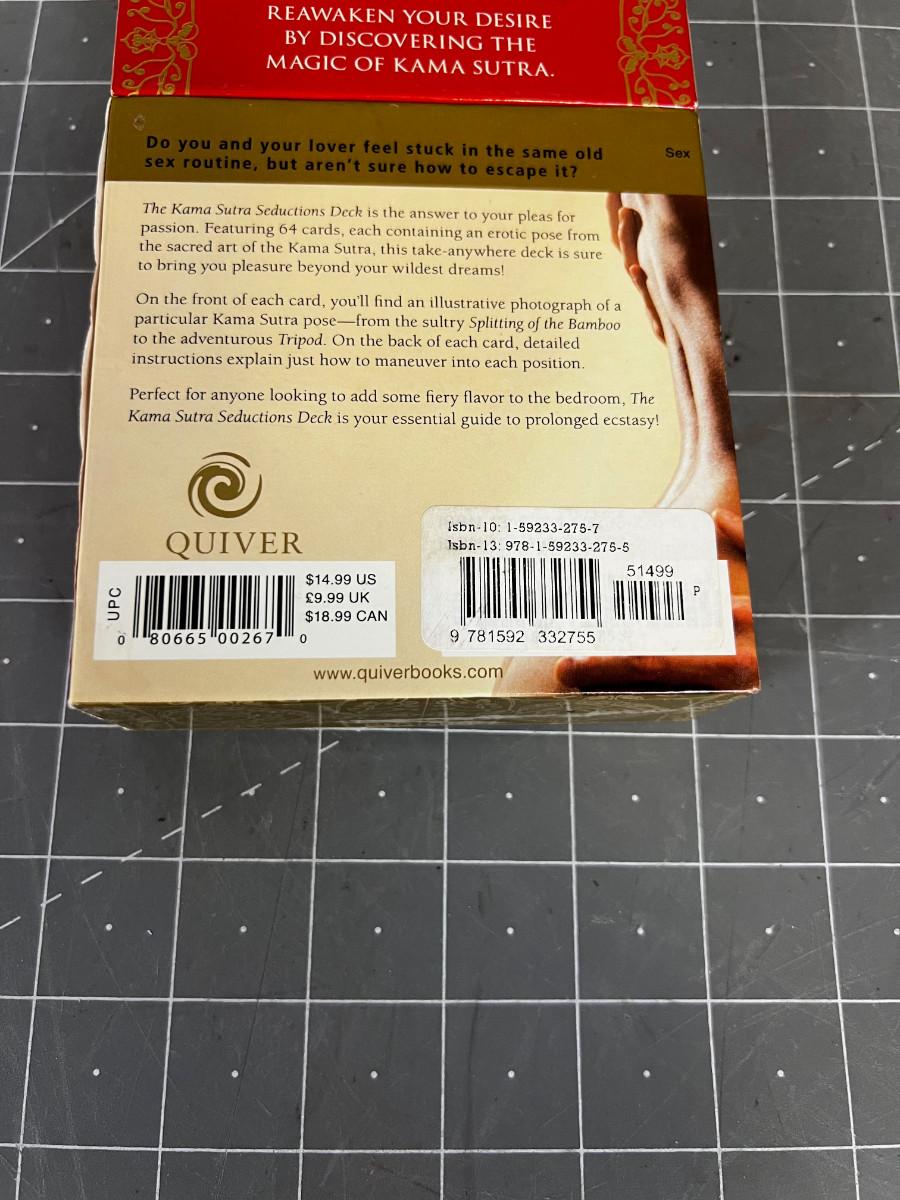 REAWAKEN YOUR DESIRE
BY DISCOVERING THE
MAGIC OF KAMA SUTRA.
Do you and your lover feel stuck in the same old
sex routine, but aren't sure how to escape it?
Sex
The Kama Sutra Seductions Deck is the answer to your pleas for
passion. Featuring 64 cards, each containing an erotic pose from
the sacred art of the Kama Sutra, this take-anywhere deck is sure
to bring you pleasure beyond your wildest dreams!
On the front of each card, you'll find an illustrative photograph of a
particular Kama Sutra pose—from the sultry Splitting of the Bamboo
to the adventurous Tripod. On the back of each card, detailed
instructions explain just how to maneuver into each position.
Perfect for anyone looking to add some fiery flavor to the bedroom, The
Kama Sutra Seductions Deck is your essential guide to prolonged ecstasy!
QUIVER
UPC
0 80665 00267 0
$14.99 US
£9.99 UK
$18.99 CAN
Isbn-10: 1-59233-275-7
Isbn-13: 978-1-59233-275-5
51499
P
9 781592 332755
www.quiverbooks.com